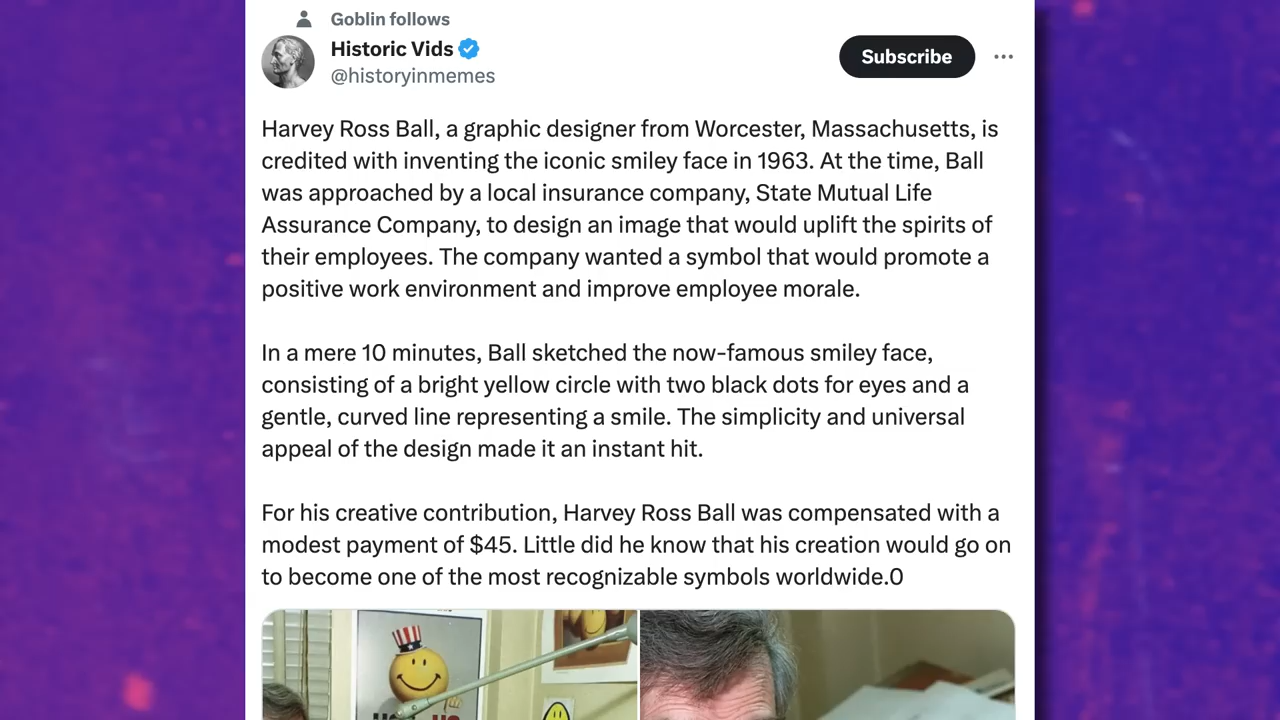 Goblin follows
Historic Vids
@historyinmemes
Subscribe
Harvey Ross Ball, a graphic designer from Worcester, Massachusetts, is
credited with inventing the iconic smiley face in 1963. At the time, Ball
was approached by a local insurance company, State Mutual Life
Assurance Company, to design an image that would uplift the spirits of
their employees. The company wanted a symbol that would promote a
positive work environment and improve employee morale.
In a mere 10 minutes, Ball sketched the now-famous smiley face,
consisting of a bright yellow circle with two black dots for eyes and a
gentle, curved line representing a smile. The simplicity and universal
appeal of the design made it an instant hit.
For his creative contribution, Harvey Ross Ball was compensated with a
modest payment of $45. Little did he know that his creation would go on
to become one of the most recognizable symbols worldwide.0